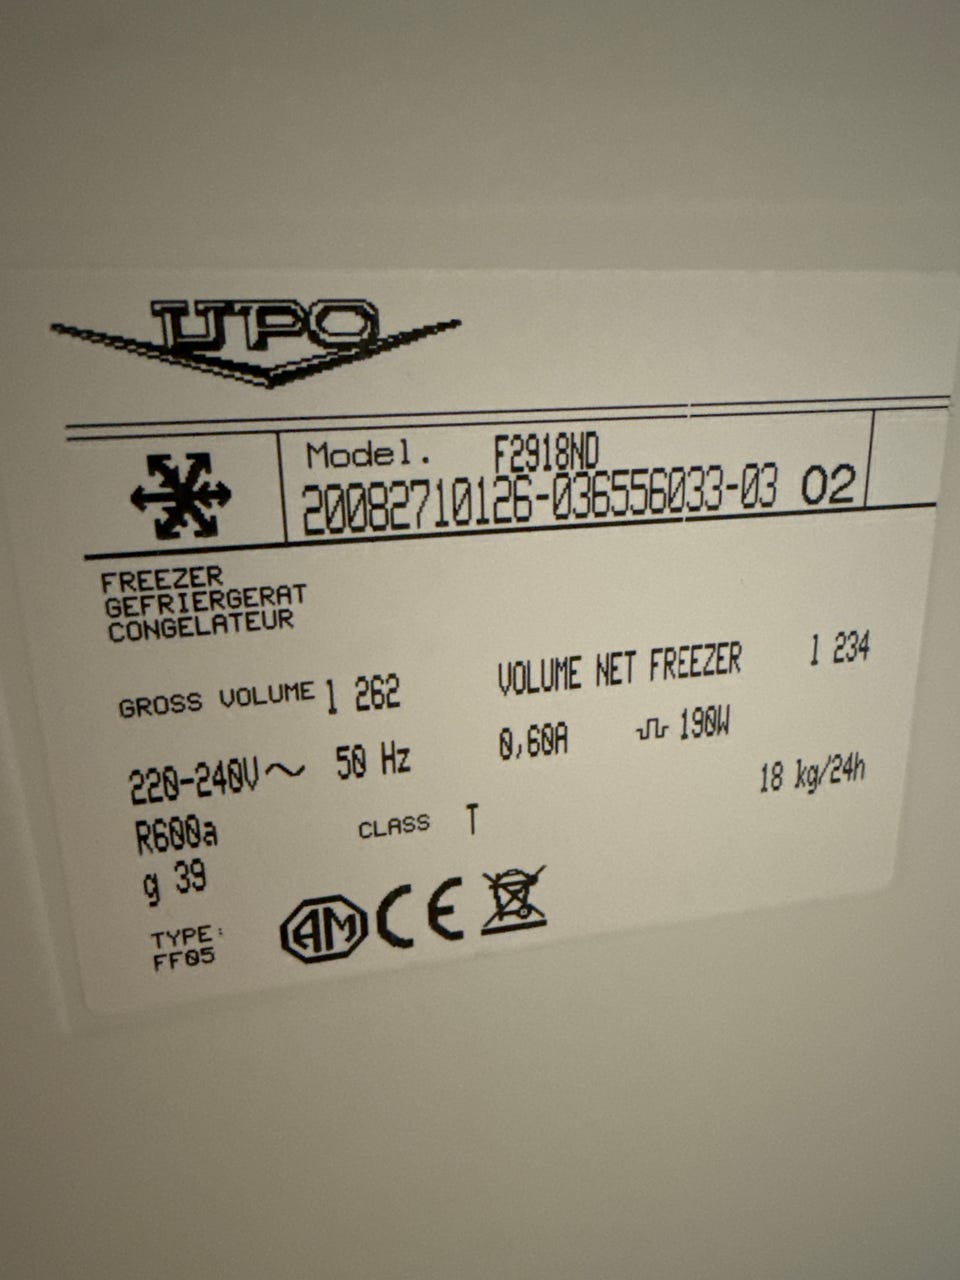 UPO
Model. F2918ND
20082710126-036556033-03 02
FREEZER
GEFRIERGERAT
CONGELATEUR
GROSS VOLUME l 262 VOLUME NET FREEZER l 234
220-240V~ 50 Hz 0,60A 190W
R600a CLASS T 18 kg/24h
g 39
TYPE:
FF05
AM CE